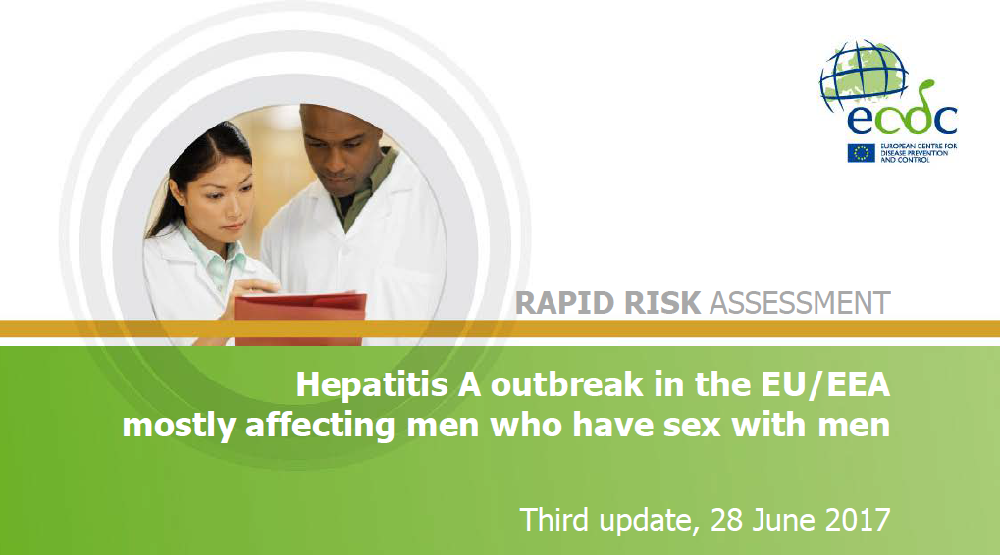 ecdc
EUROPEAN CENTRE FOR
DISEASE PREVENTION
AND CONTROL
RAPID RISK ASSESSMENT
Hepatitis A outbreak in the EU/EEA
mostly affecting men who have sex with men
Third update, 28 June 2017